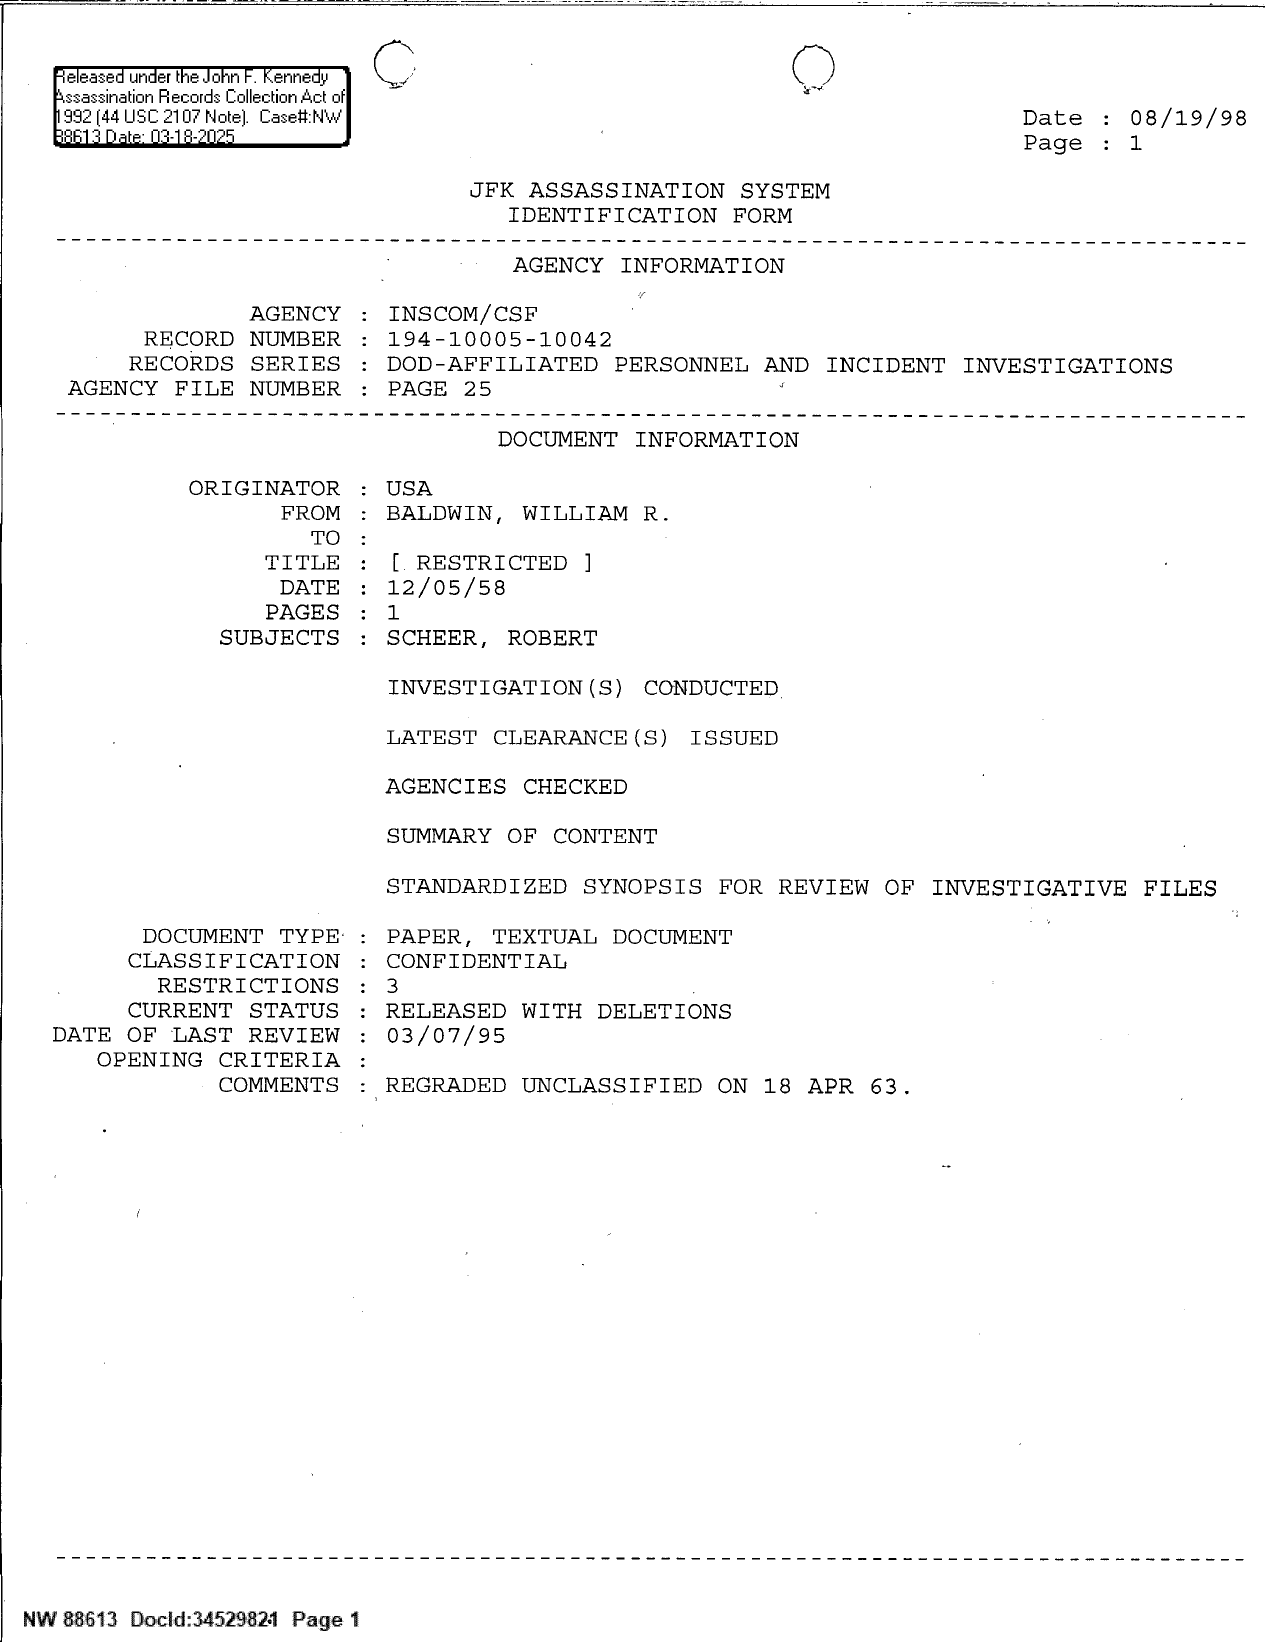 Released under the John F. Kennedy
Assassination Records Collection Act of
1992 (44 USC 2107 Note). Case#:NW
88613 Date: 03-18-2025
Date : 08/19/98
Page : 1
JFK ASSASSINATION SYSTEM
IDENTIFICATION FORM
AGENCY INFORMATION
AGENCY : INSCOM/CSF
RECORD NUMBER : 194-10005-10042
RECORDS SERIES : DOD-AFFILIATED PERSONNEL AND INCIDENT INVESTIGATIONS
AGENCY FILE NUMBER : PAGE 25
DOCUMENT INFORMATION
ORIGINATOR : USA
FROM : BALDWIN, WILLIAM R.
TO :
TITLE : [ RESTRICTED ]
DATE : 12/05/58
PAGES : 1
SUBJECTS : SCHEER, ROBERT
INVESTIGATION(S) CONDUCTED
LATEST CLEARANCE(S) ISSUED
AGENCIES CHECKED
SUMMARY OF CONTENT
STANDARDIZED SYNOPSIS FOR REVIEW OF INVESTIGATIVE FILES
DOCUMENT TYPE : PAPER, TEXTUAL DOCUMENT
CLASSIFICATION : CONFIDENTIAL
RESTRICTIONS : 3
CURRENT STATUS : RELEASED WITH DELETIONS
DATE OF LAST REVIEW : 03/07/95
OPENING CRITERIA :
COMMENTS : REGRADED UNCLASSIFIED ON 18 APR 63.
NW 88613 DocId:34529821 Page 1